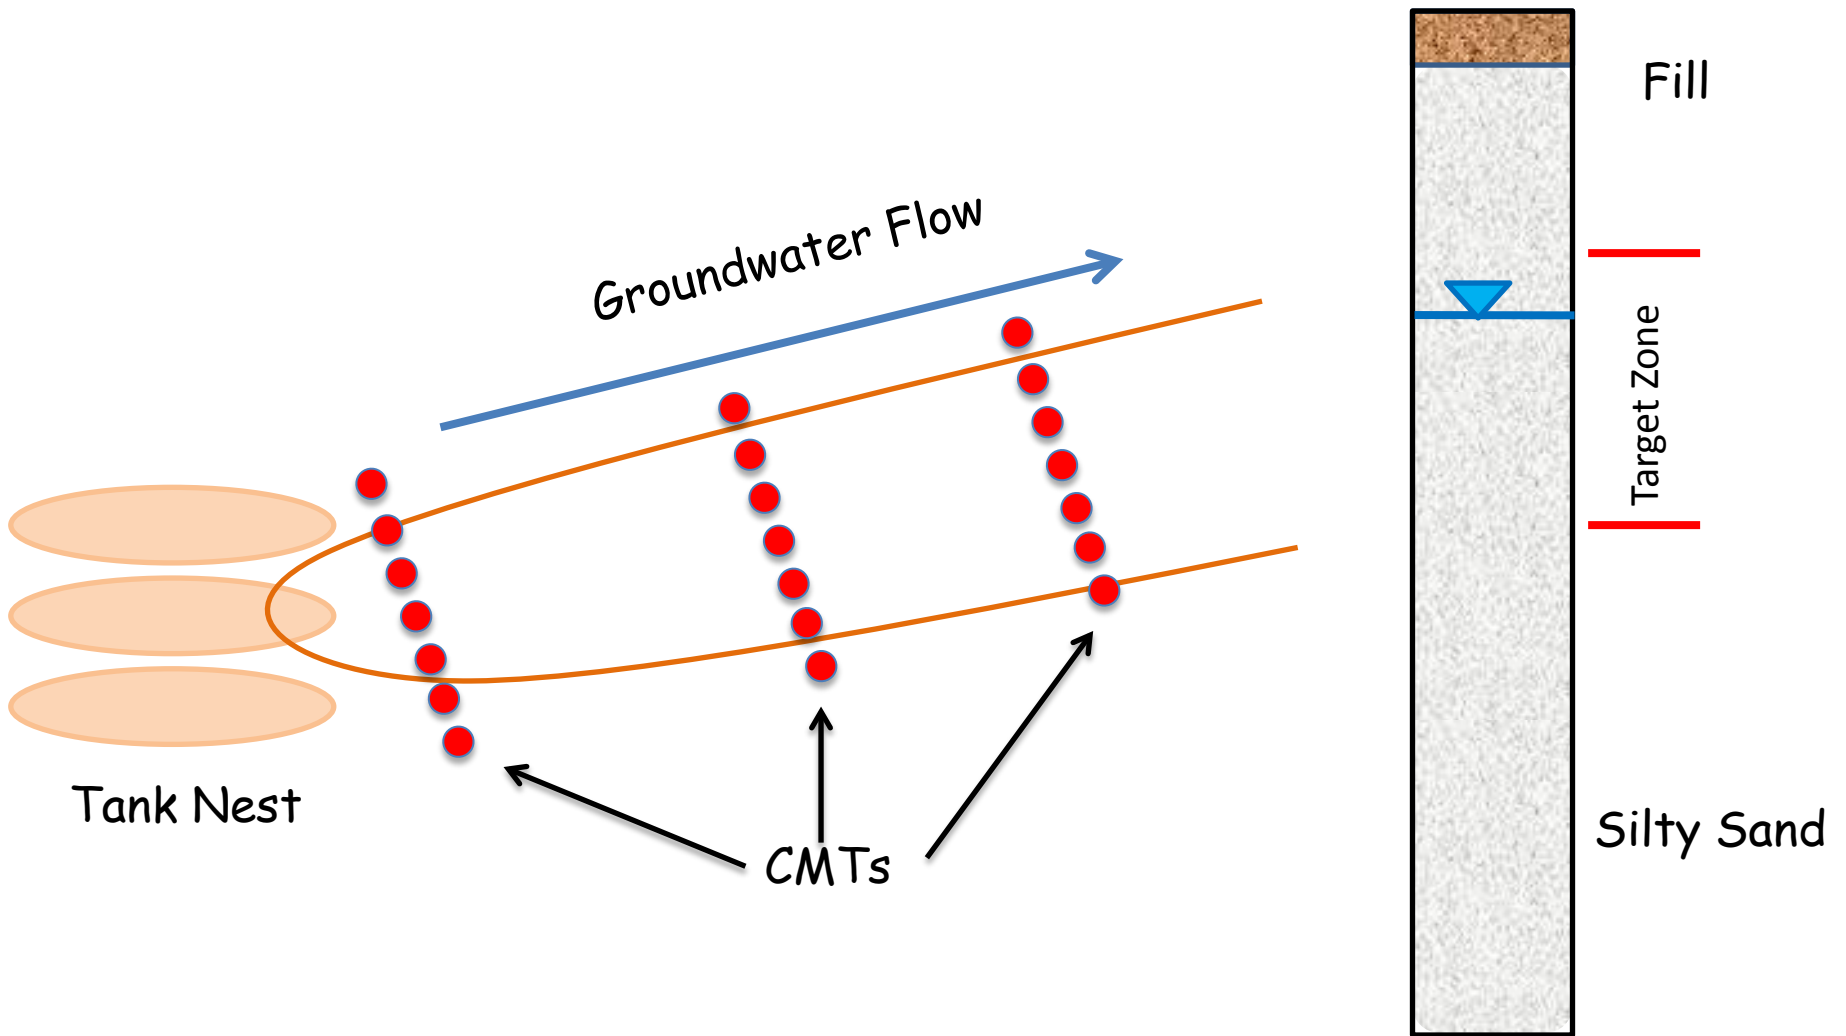 Groundwater Flow
Tank Nest
CMTs
Fill
Target Zone
Silty Sand